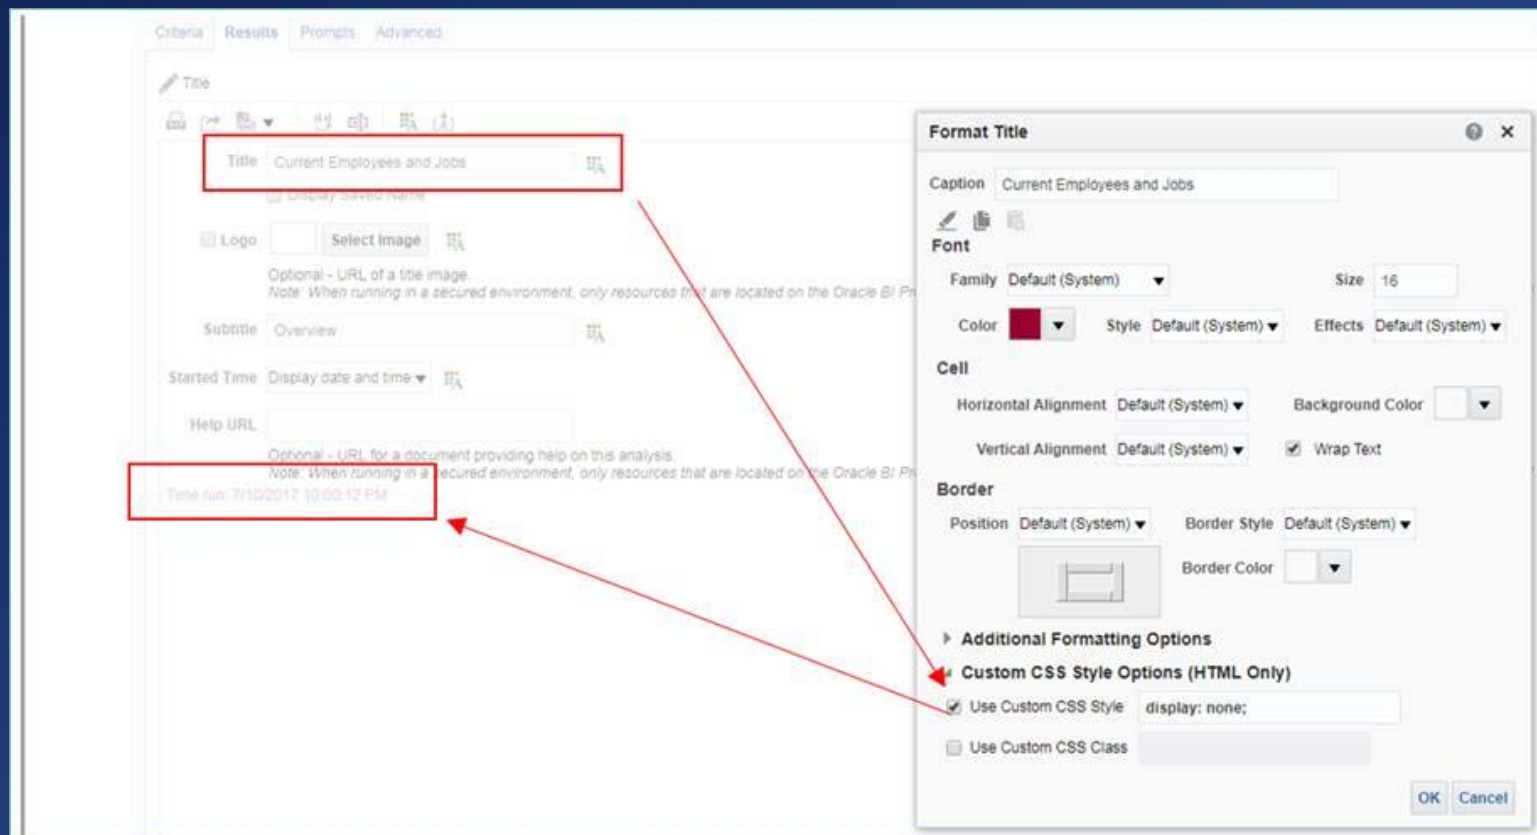 Criteria Results Prompts Advanced
Title
Title Current Employees and Jobs
Display Saved Name
Logo Select Image
Optional - URL of a title image.
Note: When running in a secured environment, only resources that are located on the Oracle BI Pr
Subtitle Overview
Started Time Display date and time
Help URL
Optional - URL for a document providing help on this analysis.
Note: When running in a secured environment, only resources that are located on the Oracle BI Pr
Time run: 7/10/2017 10:00:12 PM
Format Title
Caption Current Employees and Jobs
Font
Family Default (System) Size 16
Color Style Default (System) Effects Default (System)
Cell
Horizontal Alignment Default (System) Background Color
Vertical Alignment Default (System) Wrap Text
Border
Position Default (System) Border Style Default (System)
Border Color
Additional Formatting Options
Custom CSS Style Options (HTML Only)
Use Custom CSS Style display: none;
Use Custom CSS Class
OK Cancel